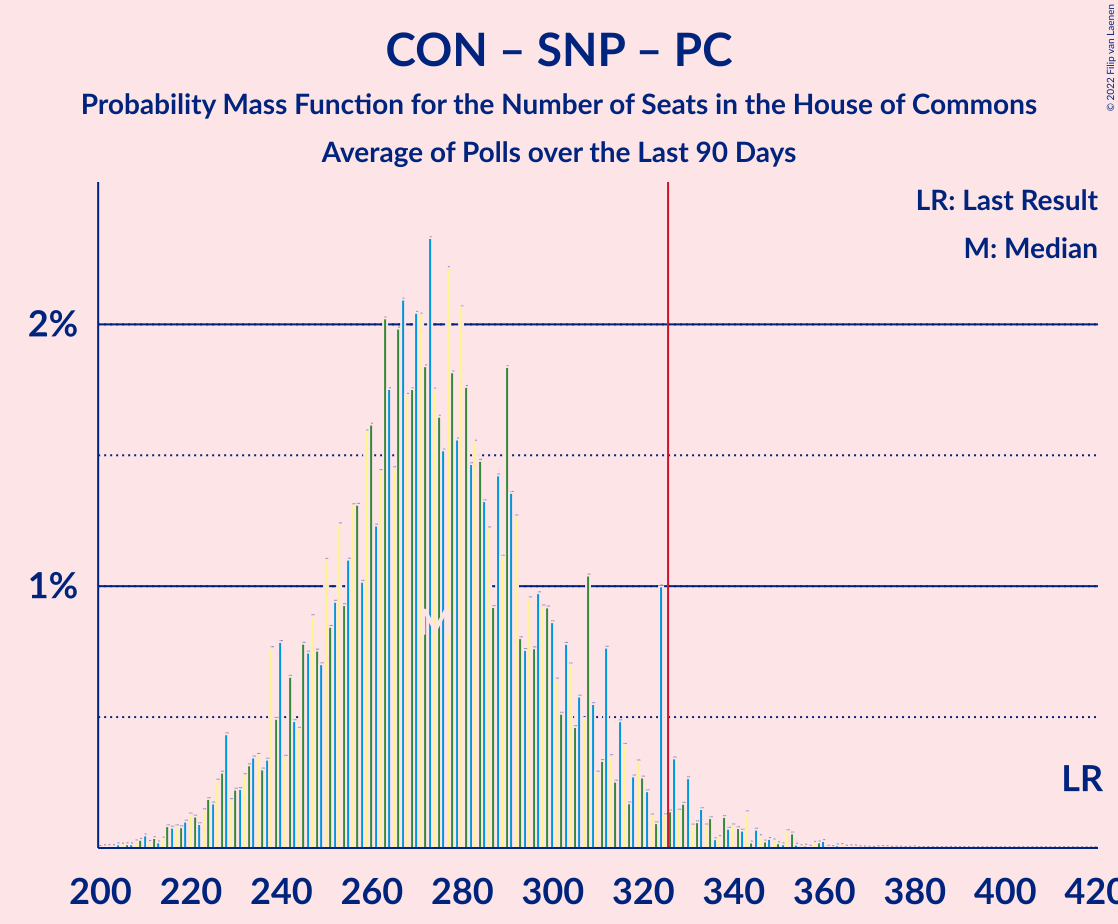 CON – SNP – PC
Probability Mass Function for the Number of Seats in the House of Commons
Average of Polls over the Last 90 Days
© 2022 Filip van Laenen
LR: Last Result
M: Median
2%
1%
M
LR
200 220 240 260 280 300 320 340 360 380 400 420